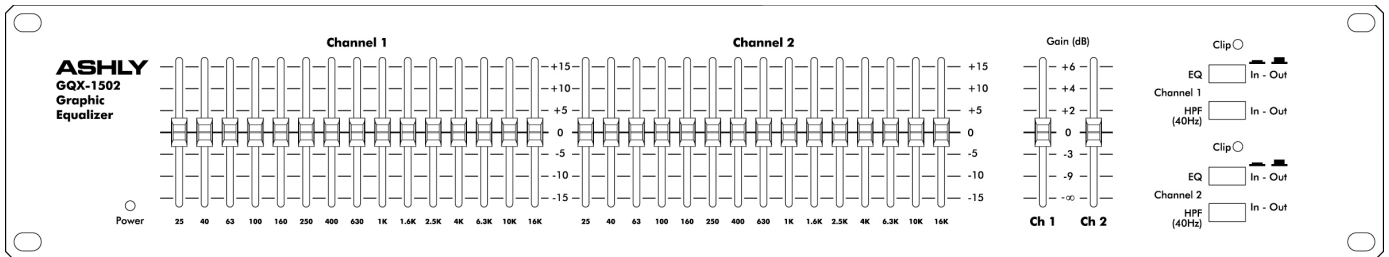 ASHLY
GQX-1502
Graphic
Equalizer
Power
Channel 1
+15
+10
+5
0
-5
-10
-15
25 40 63 100 160 250 400 630 1K 1.6K 2.5K 4K 6.3K 10K 16K
Channel 2
+15
+10
+5
0
-5
-10
-15
25 40 63 100 160 250 400 630 1K 1.6K 2.5K 4K 6.3K 10K 16K
Gain (dB)
+6
+4
+2
0
-3
-9
-∞
Ch 1 Ch 2
Clip
EQ In - Out
Channel 1
HPF In - Out
(40Hz)
Clip
EQ In - Out
Channel 2
HPF In - Out
(40Hz)